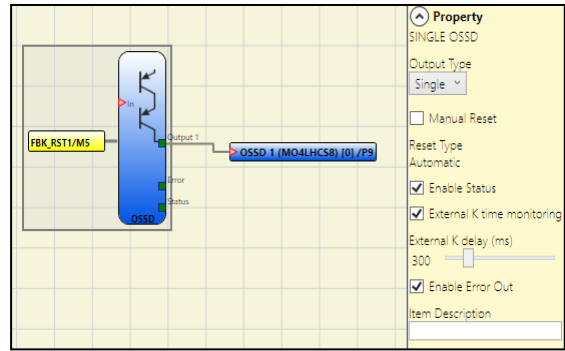 In
FBK_RST1/M5
Output 1
OSSD 1 (MO4LHCS8) [0] /P9
Error
Status
OSSD_
Property
SINGLE OSSD
Output Type
Single
Manual Reset
Reset Type
Automatic
Enable Status
External K time monitoring
External K delay (ms)
300
Enable Error Out
Item Description